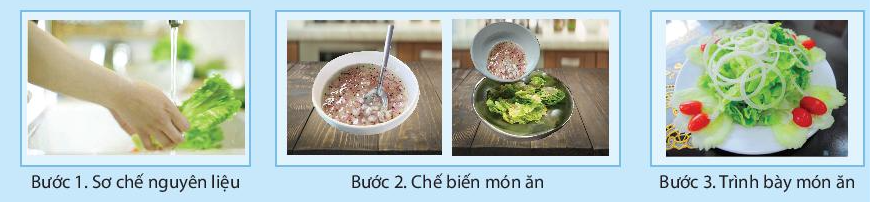 Bước 1. Sơ chế nguyên liệu
Bước 2. Chế biến món ăn
Bước 3. Trình bày món ăn